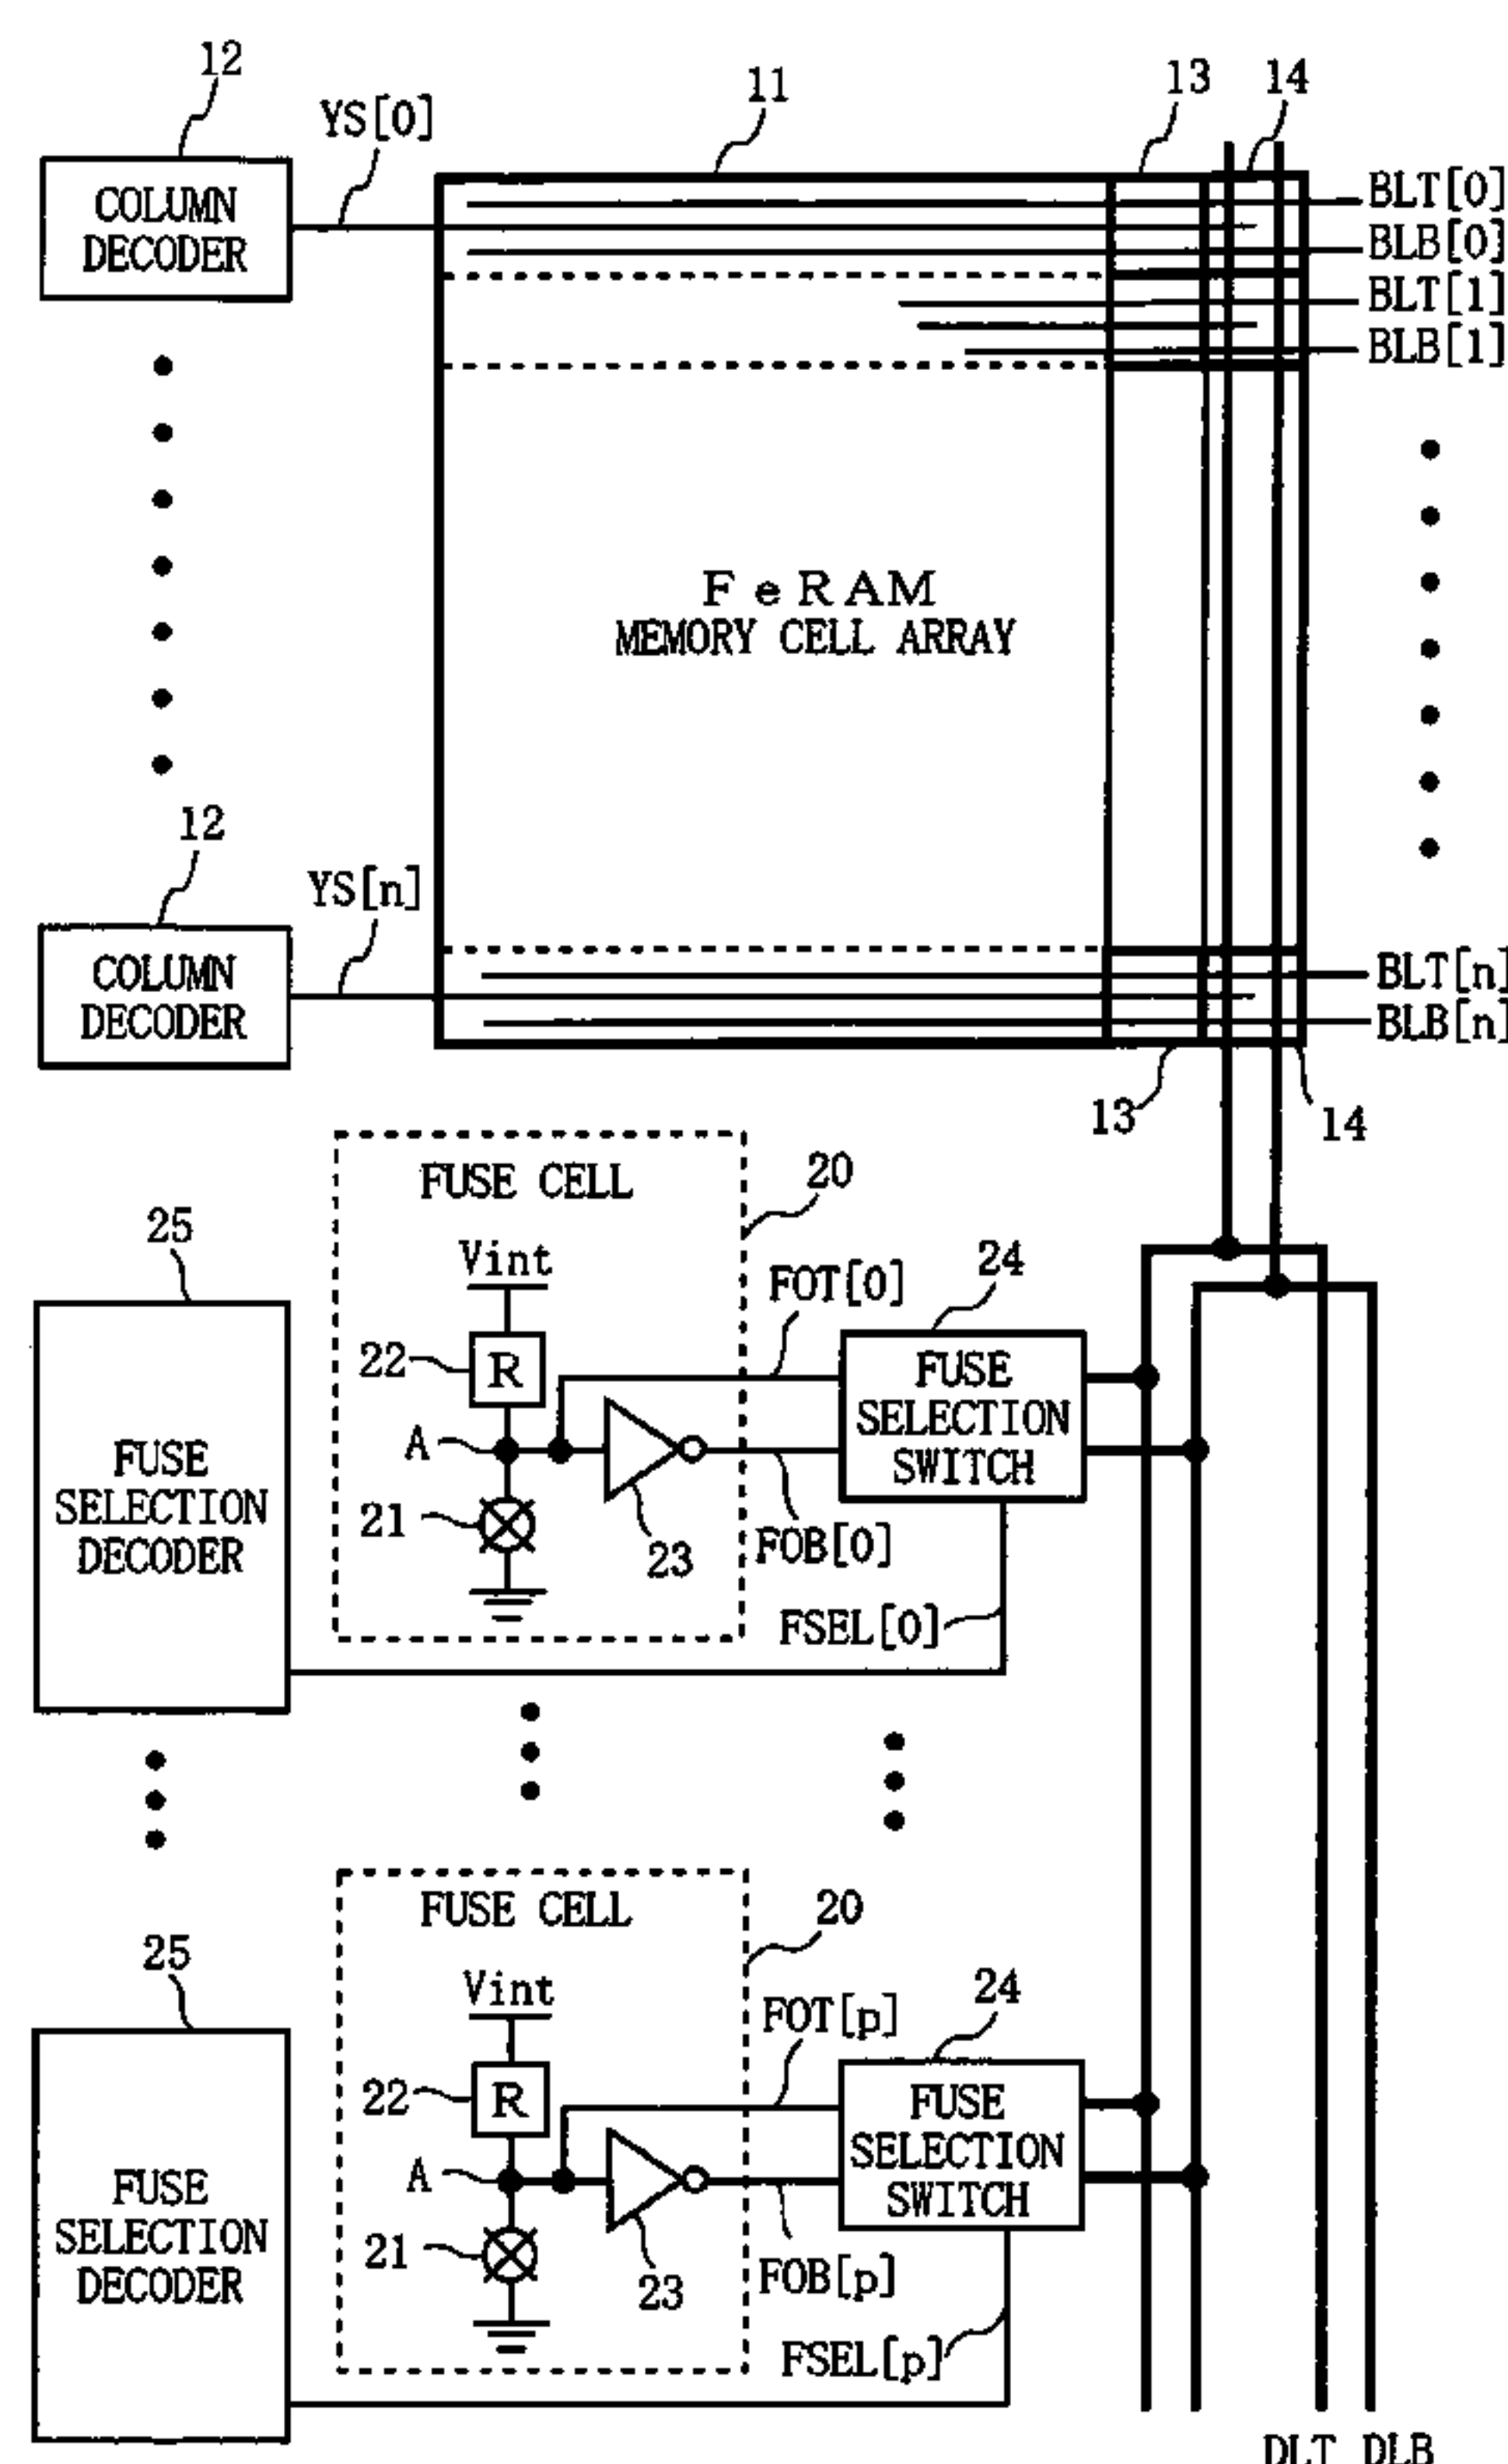 12
YS[0]
11
13
14
COLUMN
DECODER
BLT[0]
BLB[0]
BLT[1]
BLB[1]
FeRAM
MEMORY CELL ARRAY
12
YS[n]
COLUMN
DECODER
BLT[n]
BLB[n]
13
14
FUSE CELL
20
25
Vint
FOT[0]
24
22
R
FUSE
SELECTION
SWITCH
A
FUSE
SELECTION
DECODER
21
23
FOB[0]
FSEL[0]
FUSE CELL
20
25
Vint
FOT[p]
24
22
R
FUSE
SELECTION
SWITCH
A
FUSE
SELECTION
DECODER
21
23
FOB[p]
FSEL[p]
DLT DLB